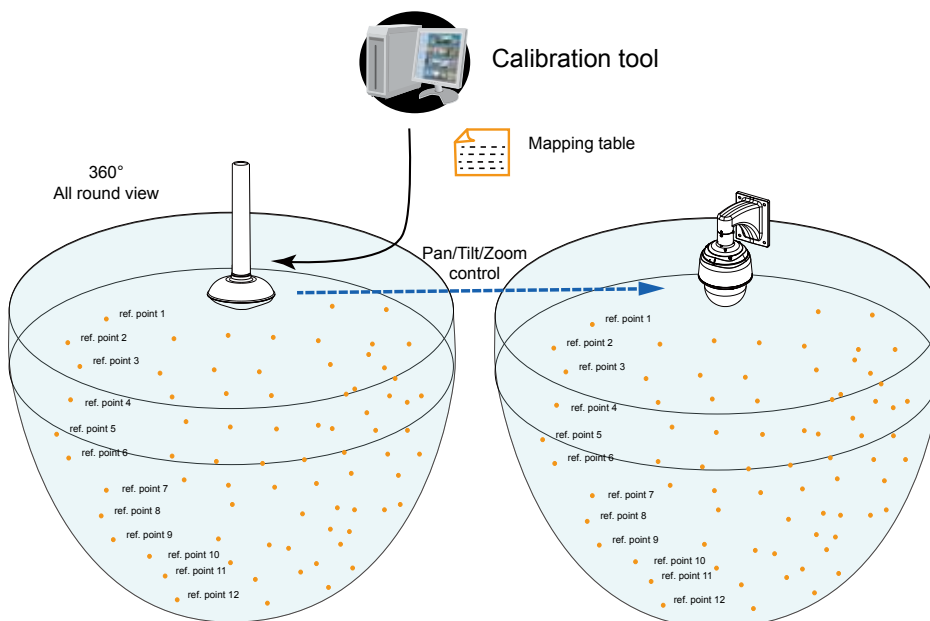 Calibration tool
Mapping table
360°
All round view
Pan/Tilt/Zoom
control
ref. point 1
ref. point 2
ref. point 3
ref. point 4
ref. point 5
ref. point 6
ref. point 7
ref. point 8
ref. point 9
ref. point 10
ref. point 11
ref. point 12
ref. point 1
ref. point 2
ref. point 3
ref. point 4
ref. point 5
ref. point 6
ref. point 7
ref. point 8
ref. point 9
ref. point 10
ref. point 11
ref. point 12